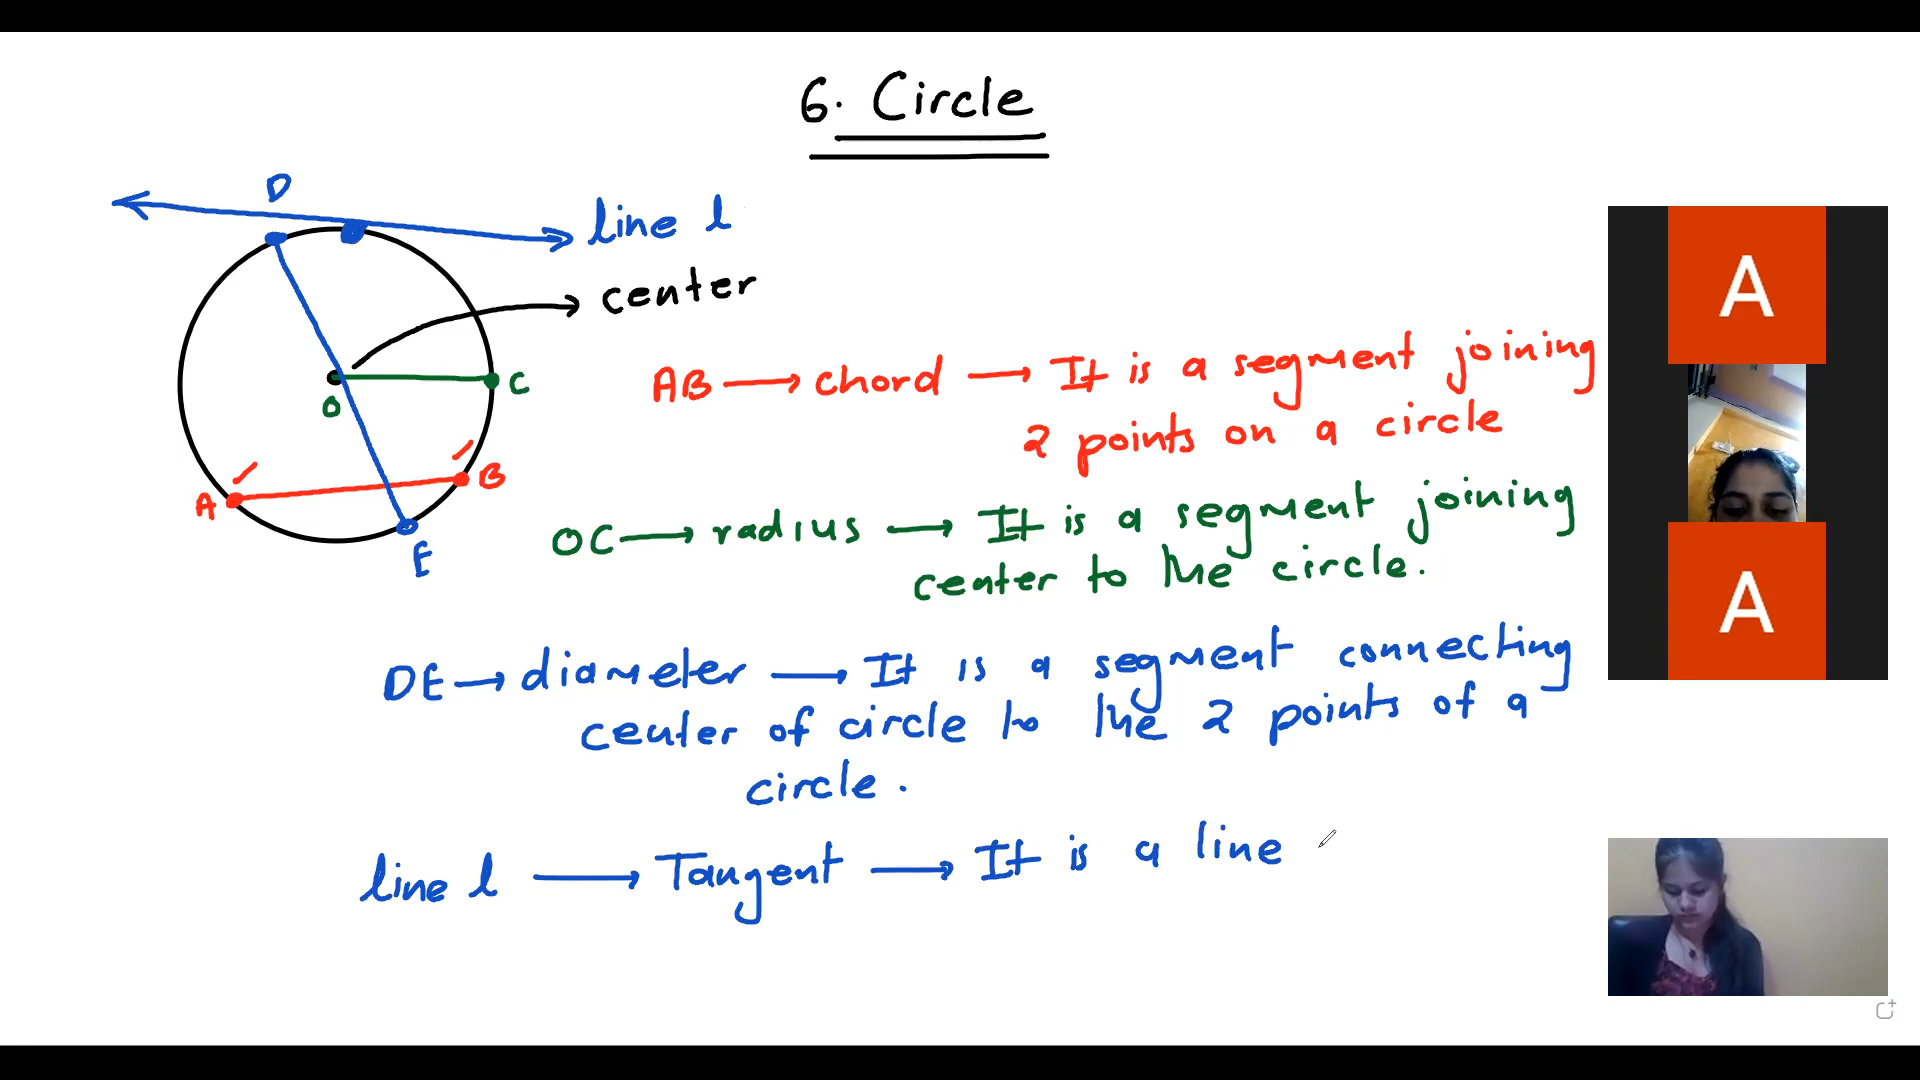 6. Circle
D
line l
center
O
C
A
B
E
AB → chord → It is a segment joining
2 points on a circle
OC → radius → It is a segment joining
center to the circle.
DE → diameter → It is a segment connecting
center of circle to the 2 points of a
circle.
line l → Tangent → It is a line
A
A